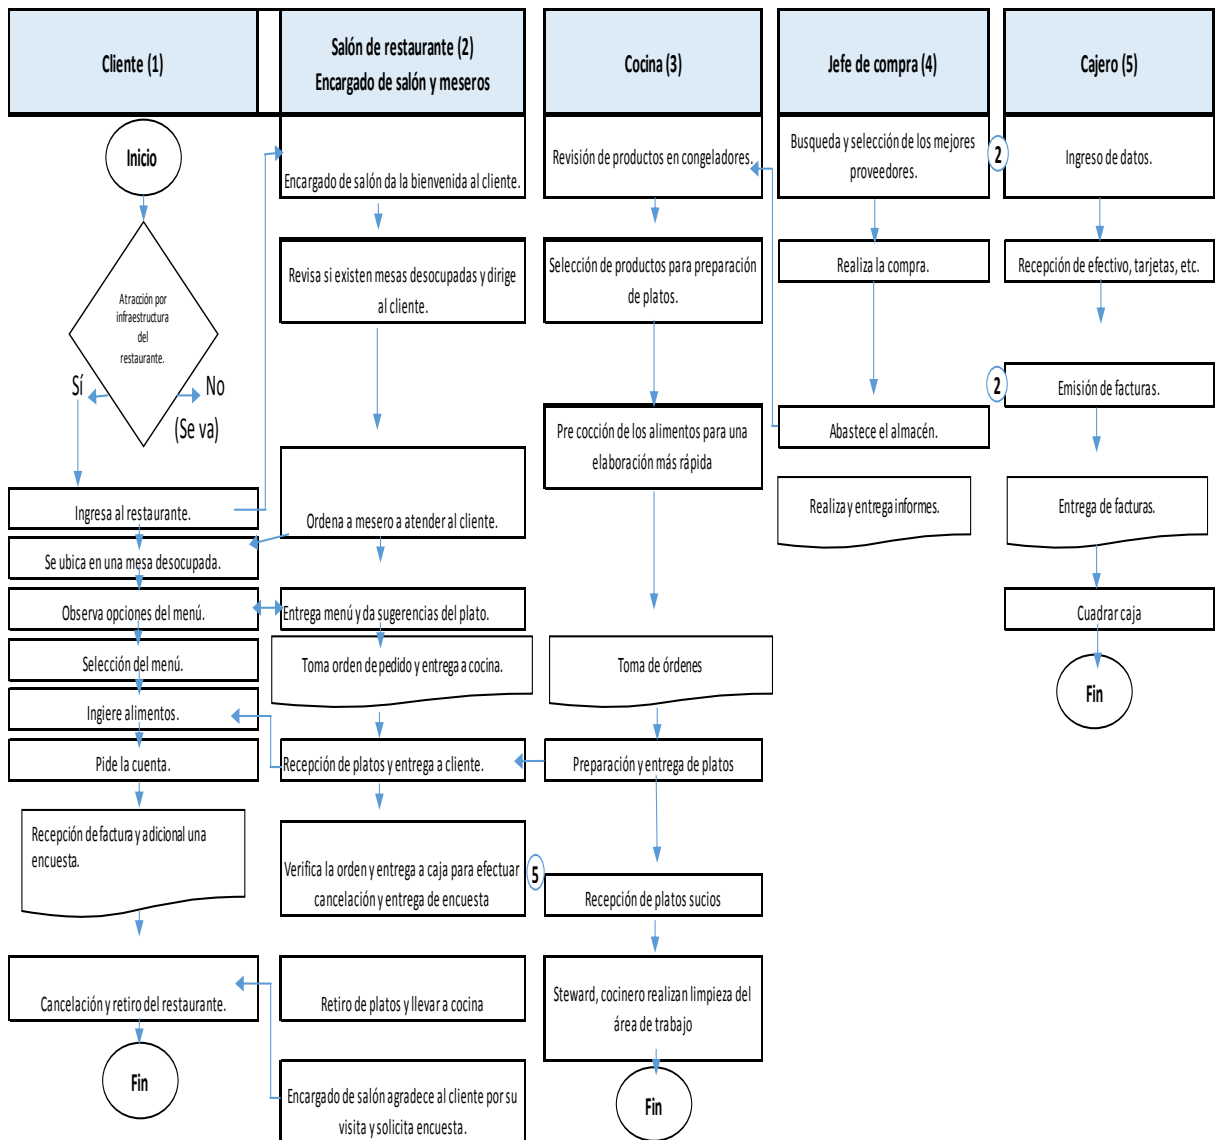 Cliente (1)
Salón de restaurante (2)
Encargado de salón y meseros
Cocina (3)
Jefe de compra (4)
Cajero (5)
Inicio
Atracción por
infraestructura
del
restaurante.
Sí
No
(Se va)
Ingresa al restaurante.
Se ubica en una mesa desocupada.
Observa opciones del menú.
Selección del menú.
Ingiere alimentos.
Pide la cuenta.
Recepción de factura y adicional una
encuesta.
Cancelación y retiro del restaurante.
Fin
Encargado de salón da la bienvenida al cliente.
Revisa si existen mesas desocupadas y dirige
al cliente.
Ordena a mesero a atender al cliente.
Entrega menú y da sugerencias del plato.
Toma orden de pedido y entrega a cocina.
Recepción de platos y entrega a cliente.
Verifica la orden y entrega a caja para efectuar
cancelación y entrega de encuesta
5
Retiro de platos y llevar a cocina
Encargado de salón agradece al cliente por su
visita y solicita encuesta.
Revisión de productos en congeladores.
Selección de productos para preparación
de platos.
Pre cocción de los alimentos para una
elaboración más rápida
Toma de órdenes
Preparación y entrega de platos
Recepción de platos sucios
Steward, cocinero realizan limpieza del
área de trabajo
Fin
Busqueda y selección de los mejores
proveedores.
Realiza la compra.
Abastece el almacén.
Realiza y entrega informes.
2
Ingreso de datos.
Recepción de efectivo, tarjetas, etc.
2
Emisión de facturas.
Entrega de facturas.
Cuadrar caja
Fin